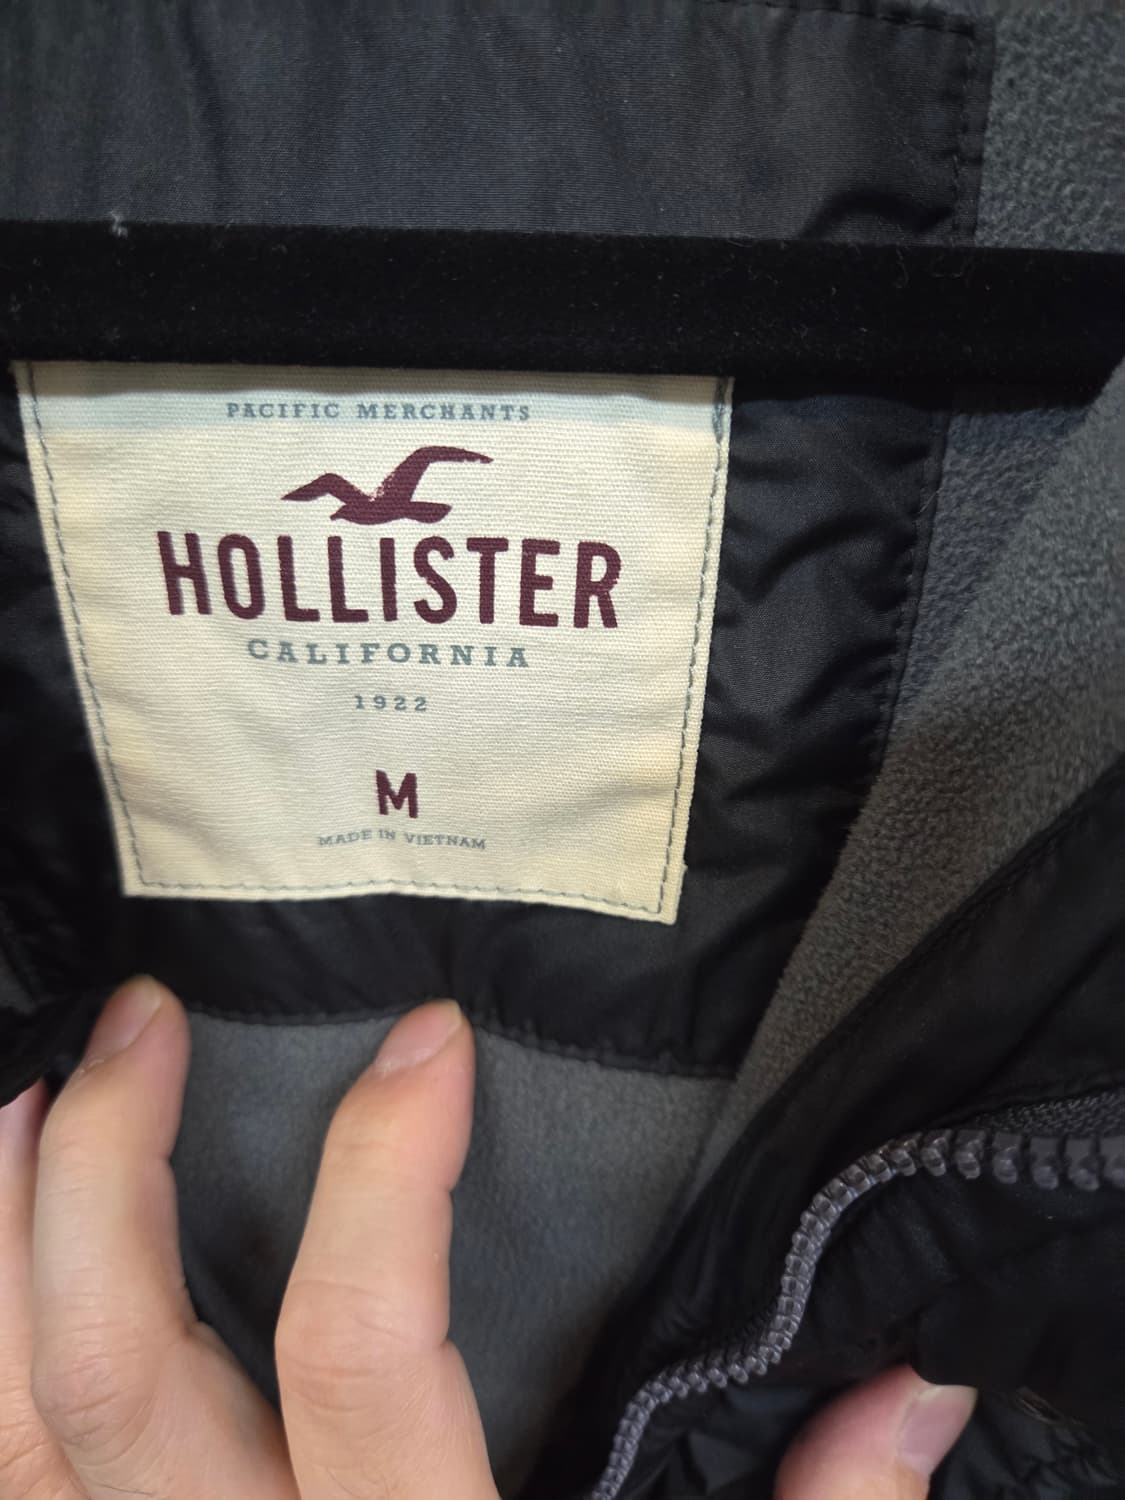 PACIFIC MERCHANTS
HOLLISTER
CALIFORNIA
1922
M
MADE IN VIETNAM